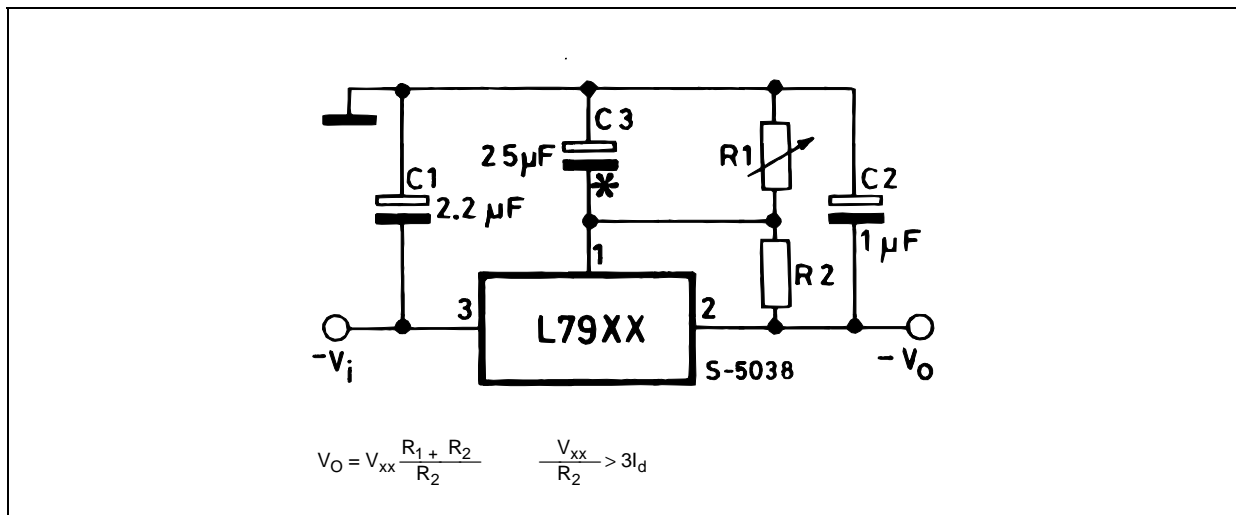 C3
25µF
*
R1
C1
2.2 µF
C2
1 µF
1
R2
3
2
L79XX
-Vi
S-5038
-VO
VO = Vxx (R1 + R2) / R2
Vxx / R2 > 3Id